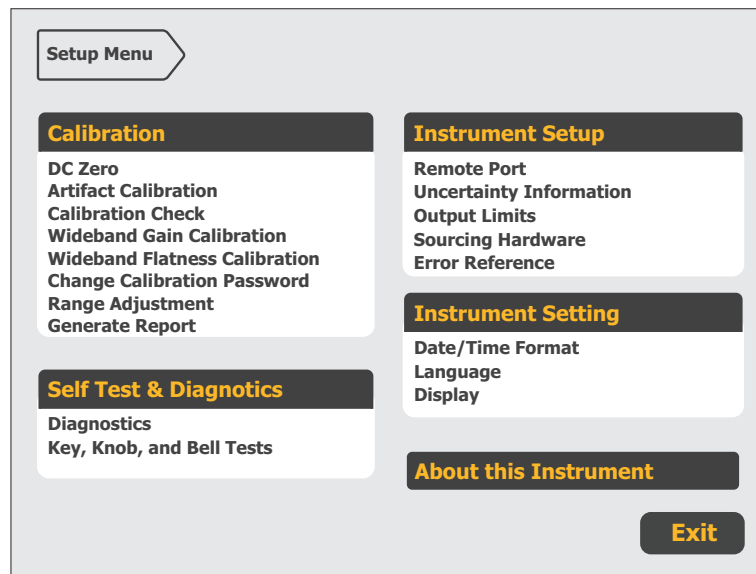 Setup Menu
Calibration
DC Zero
Artifact Calibration
Calibration Check
Wideband Gain Calibration
Wideband Flatness Calibration
Change Calibration Password
Range Adjustment
Generate Report
Self Test & Diagnotics
Diagnostics
Key, Knob, and Bell Tests
Instrument Setup
Remote Port
Uncertainty Information
Output Limits
Sourcing Hardware
Error Reference
Instrument Setting
Date/Time Format
Language
Display
About this Instrument
Exit